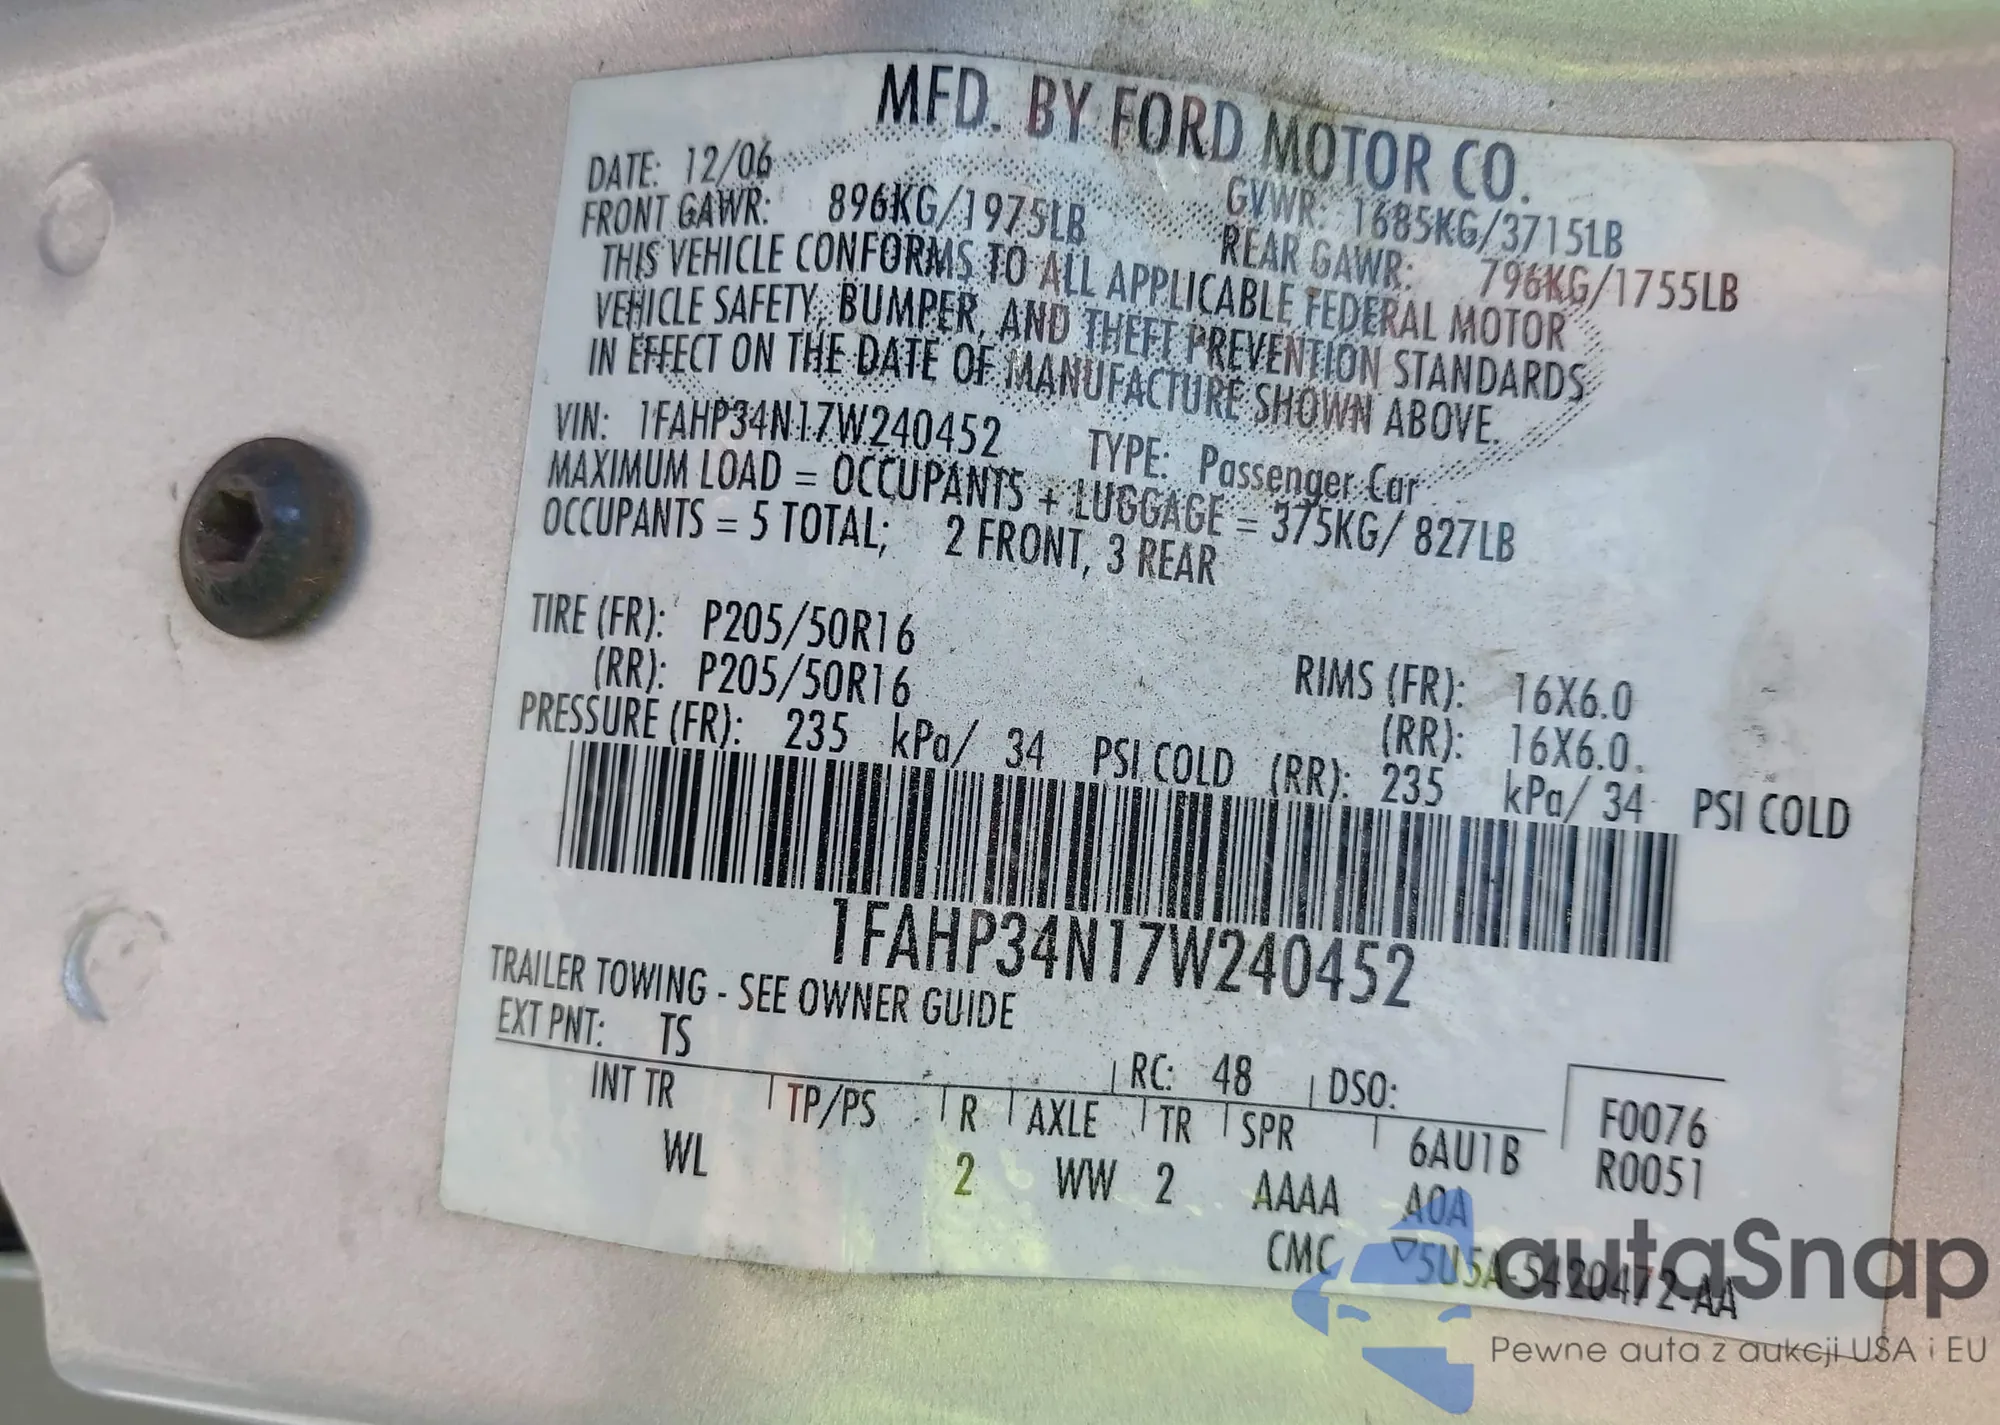 MFD. BY FORD MOTOR CO.
DATE: 12/06 GVWR: 1685KG/3715LB
FRONT GAWR: 896KG/1975LB REAR GAWR: 796KG/1755LB
THIS VEHICLE CONFORMS TO ALL APPLICABLE FEDERAL MOTOR
VEHICLE SAFETY, BUMPER, AND THEFT PREVENTION STANDARDS
IN EFFECT ON THE DATE OF MANUFACTURE SHOWN ABOVE.
VIN: 1FAHP34N17W240452 TYPE: Passenger Car
MAXIMUM LOAD = OCCUPANTS + LUGGAGE = 375KG/ 827LB
OCCUPANTS = 5 TOTAL; 2 FRONT, 3 REAR
TIRE (FR): P205/50R16 RIMS (FR): 16X6.0
(RR): P205/50R16 (RR): 16X6.0.
PRESSURE (FR): 235 kPa/ 34 PSI COLD (RR): 235 kPa/ 34 PSI COLD
1FAHP34N17W240452
TRAILER TOWING - SEE OWNER GUIDE
EXT PNT: TS RC: 48 DSO: F0076
INT TR TP/PS R AXLE TR SPR 6AU1B R0051
WL 2 WW 2 AAAA A0A
CMC ▽5U5A-5420472-AA
autoSnap
Pewne auta z aukcji USA i EU